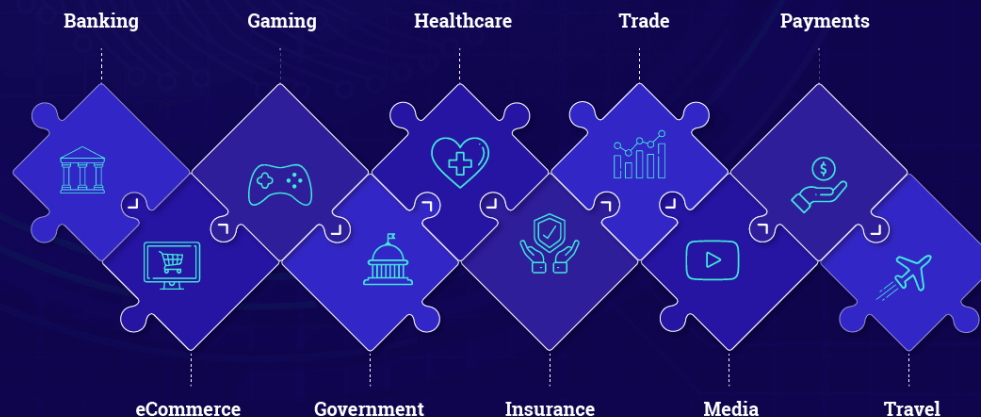 Banking
Gaming
Healthcare
Trade
Payments
$
eCommerce
Government
Insurance
Media
Travel